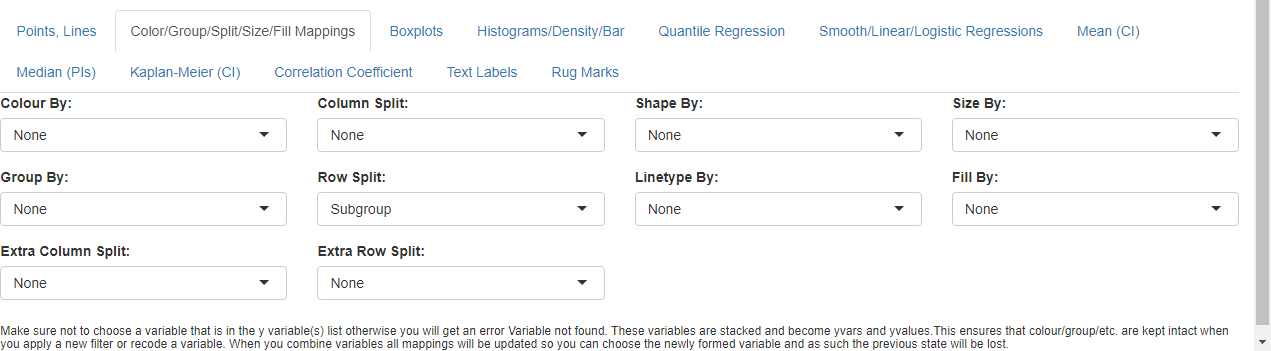 Points, Lines Color/Group/Split/Size/Fill Mappings Boxplots Histograms/Density/Bar Quantile Regression Smooth/Linear/Logistic Regressions Mean (CI)
Median (PIs) Kaplan-Meier (CI) Correlation Coefficient Text Labels Rug Marks
Colour By: Column Split: Shape By: Size By:
None None None None
Group By: Row Split: Linetype By: Fill By:
None Subgroup None None
Extra Column Split: Extra Row Split:
None None
Make sure not to choose a variable that is in the y variable(s) list otherwise you will get an error Variable not found. These variables are stacked and become yvars and yvalues.This ensures that colour/group/etc. are kept intact when
you apply a new filter or recode a variable. When you combine variables all mappings will be updated so you can choose the newly formed variable and as such the previous state will be lost.